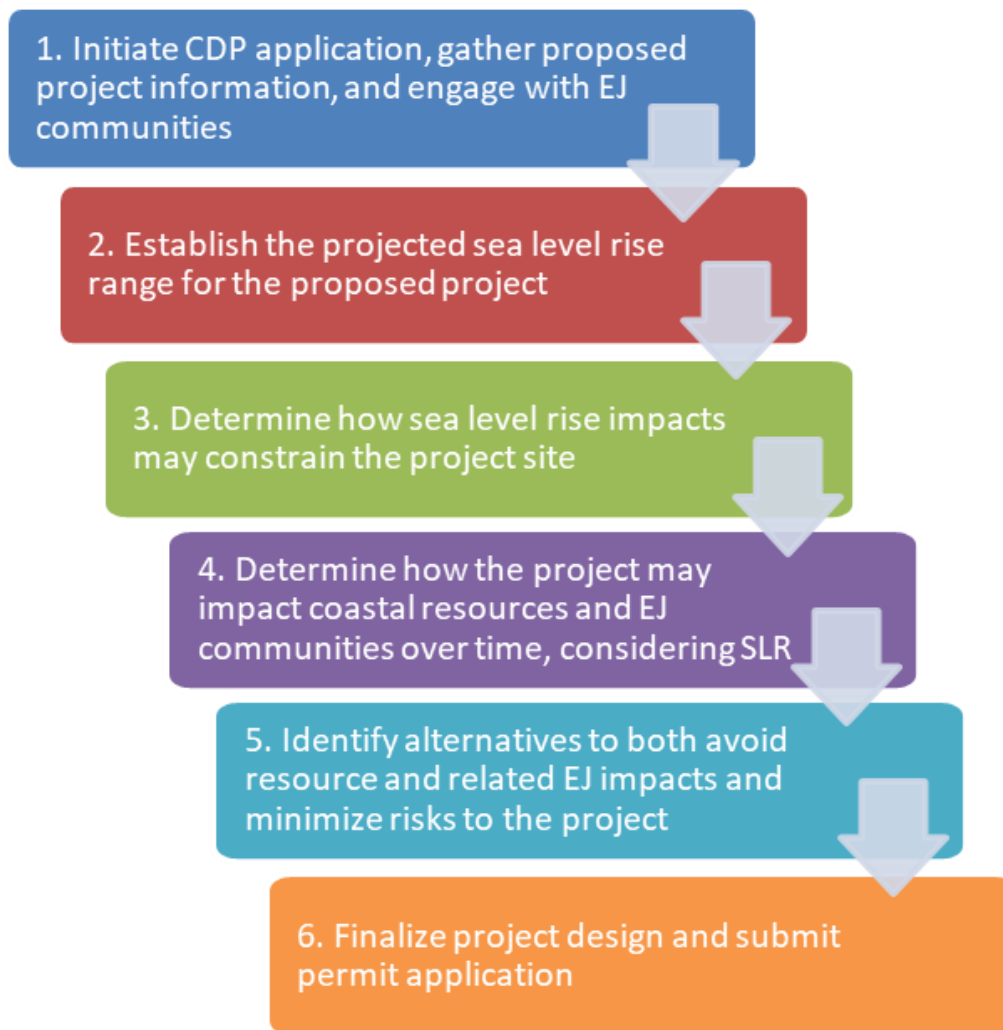 1. Initiate CDP application, gather proposed
project information, and engage with EJ
communities
2. Establish the projected sea level rise
range for the proposed project
3. Determine how sea level rise impacts
may constrain the project site
4. Determine how the project may
impact coastal resources and EJ
communities over time, considering SLR
5. Identify alternatives to both avoid
resource and related EJ impacts and
minimize risks to the project
6. Finalize project design and submit
permit application